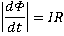 |dΦ/dt| = IR